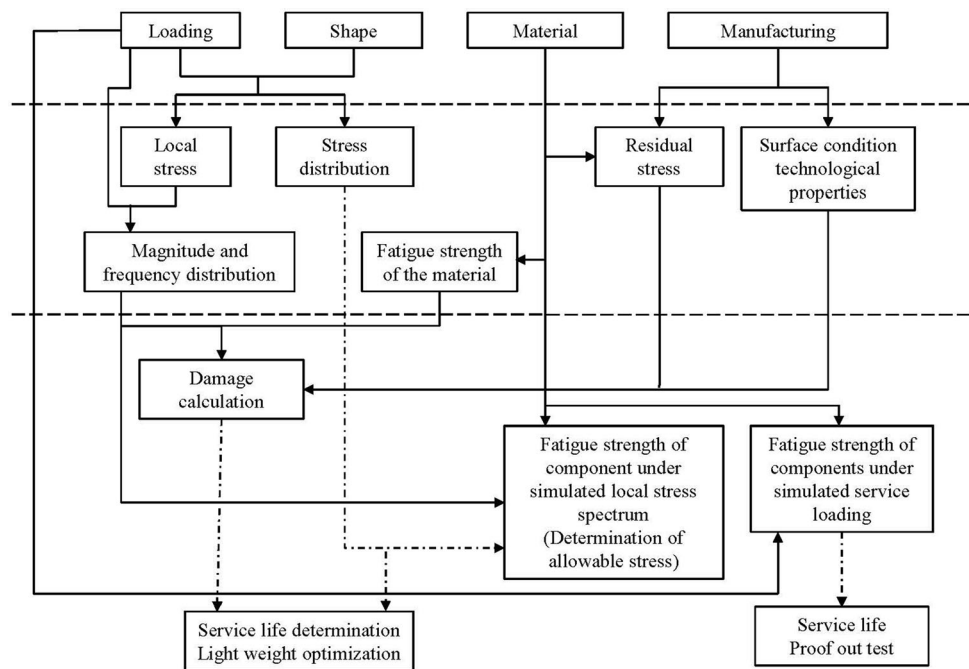 Loading
Shape
Material
Manufacturing
Local
stress
Stress
distribution
Residual
stress
Surface condition
technological
properties
Magnitude and
frequency distribution
Fatigue strength
of the material
Damage
calculation
Fatigue strength of
component under
simulated local stress
spectrum
(Determination of
allowable stress)
Fatigue strength of
components under
simulated service
loading
Service life determination
Light weight optimization
Service life
Proof out test